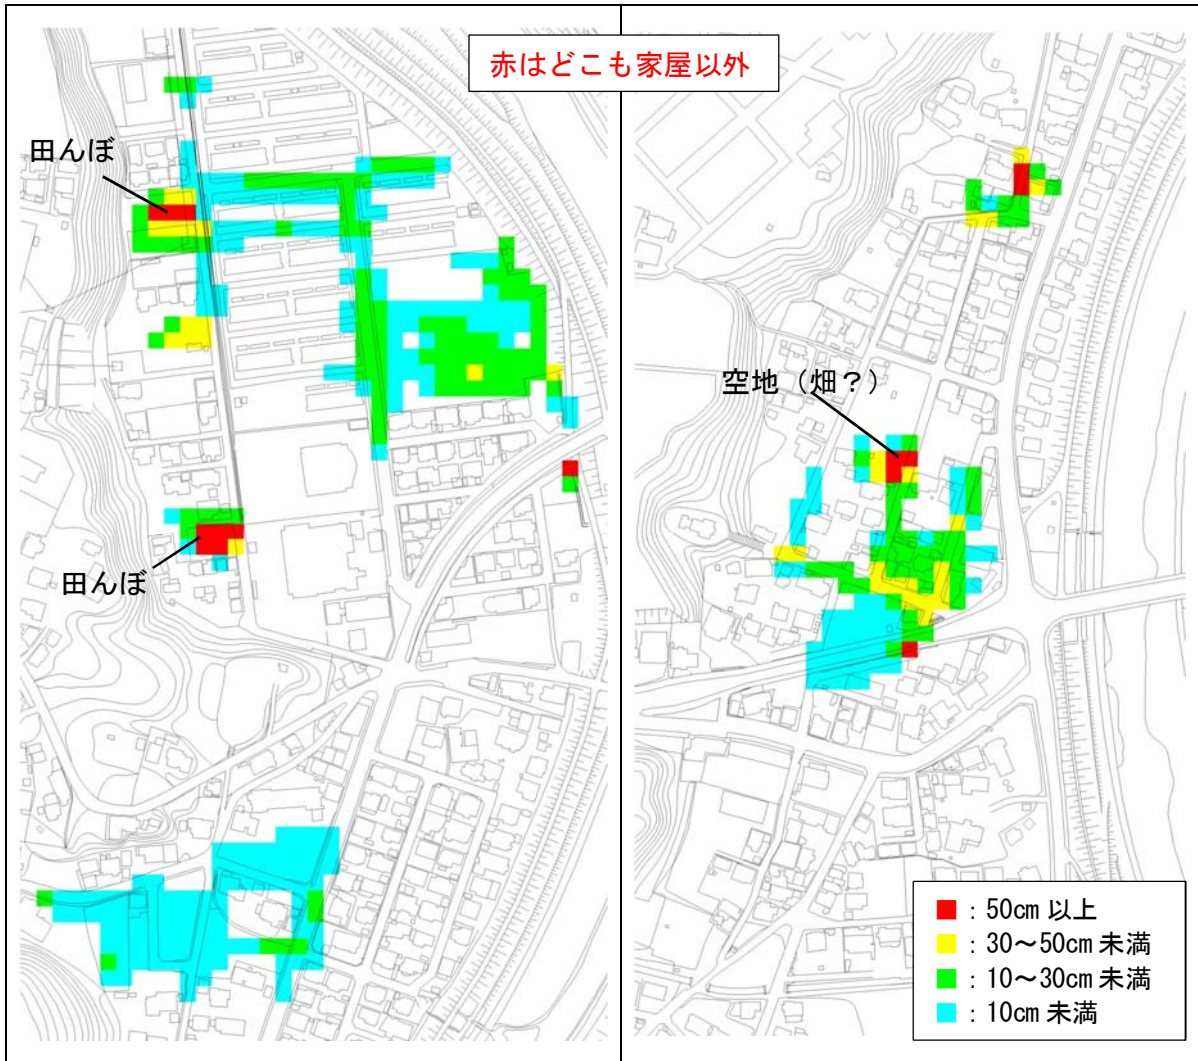 赤はどこも家屋以外
田んぼ
田んぼ
空地（畑？）
：50cm 以上
：30～50cm 未満
：10～30cm 未満
：10cm 未満